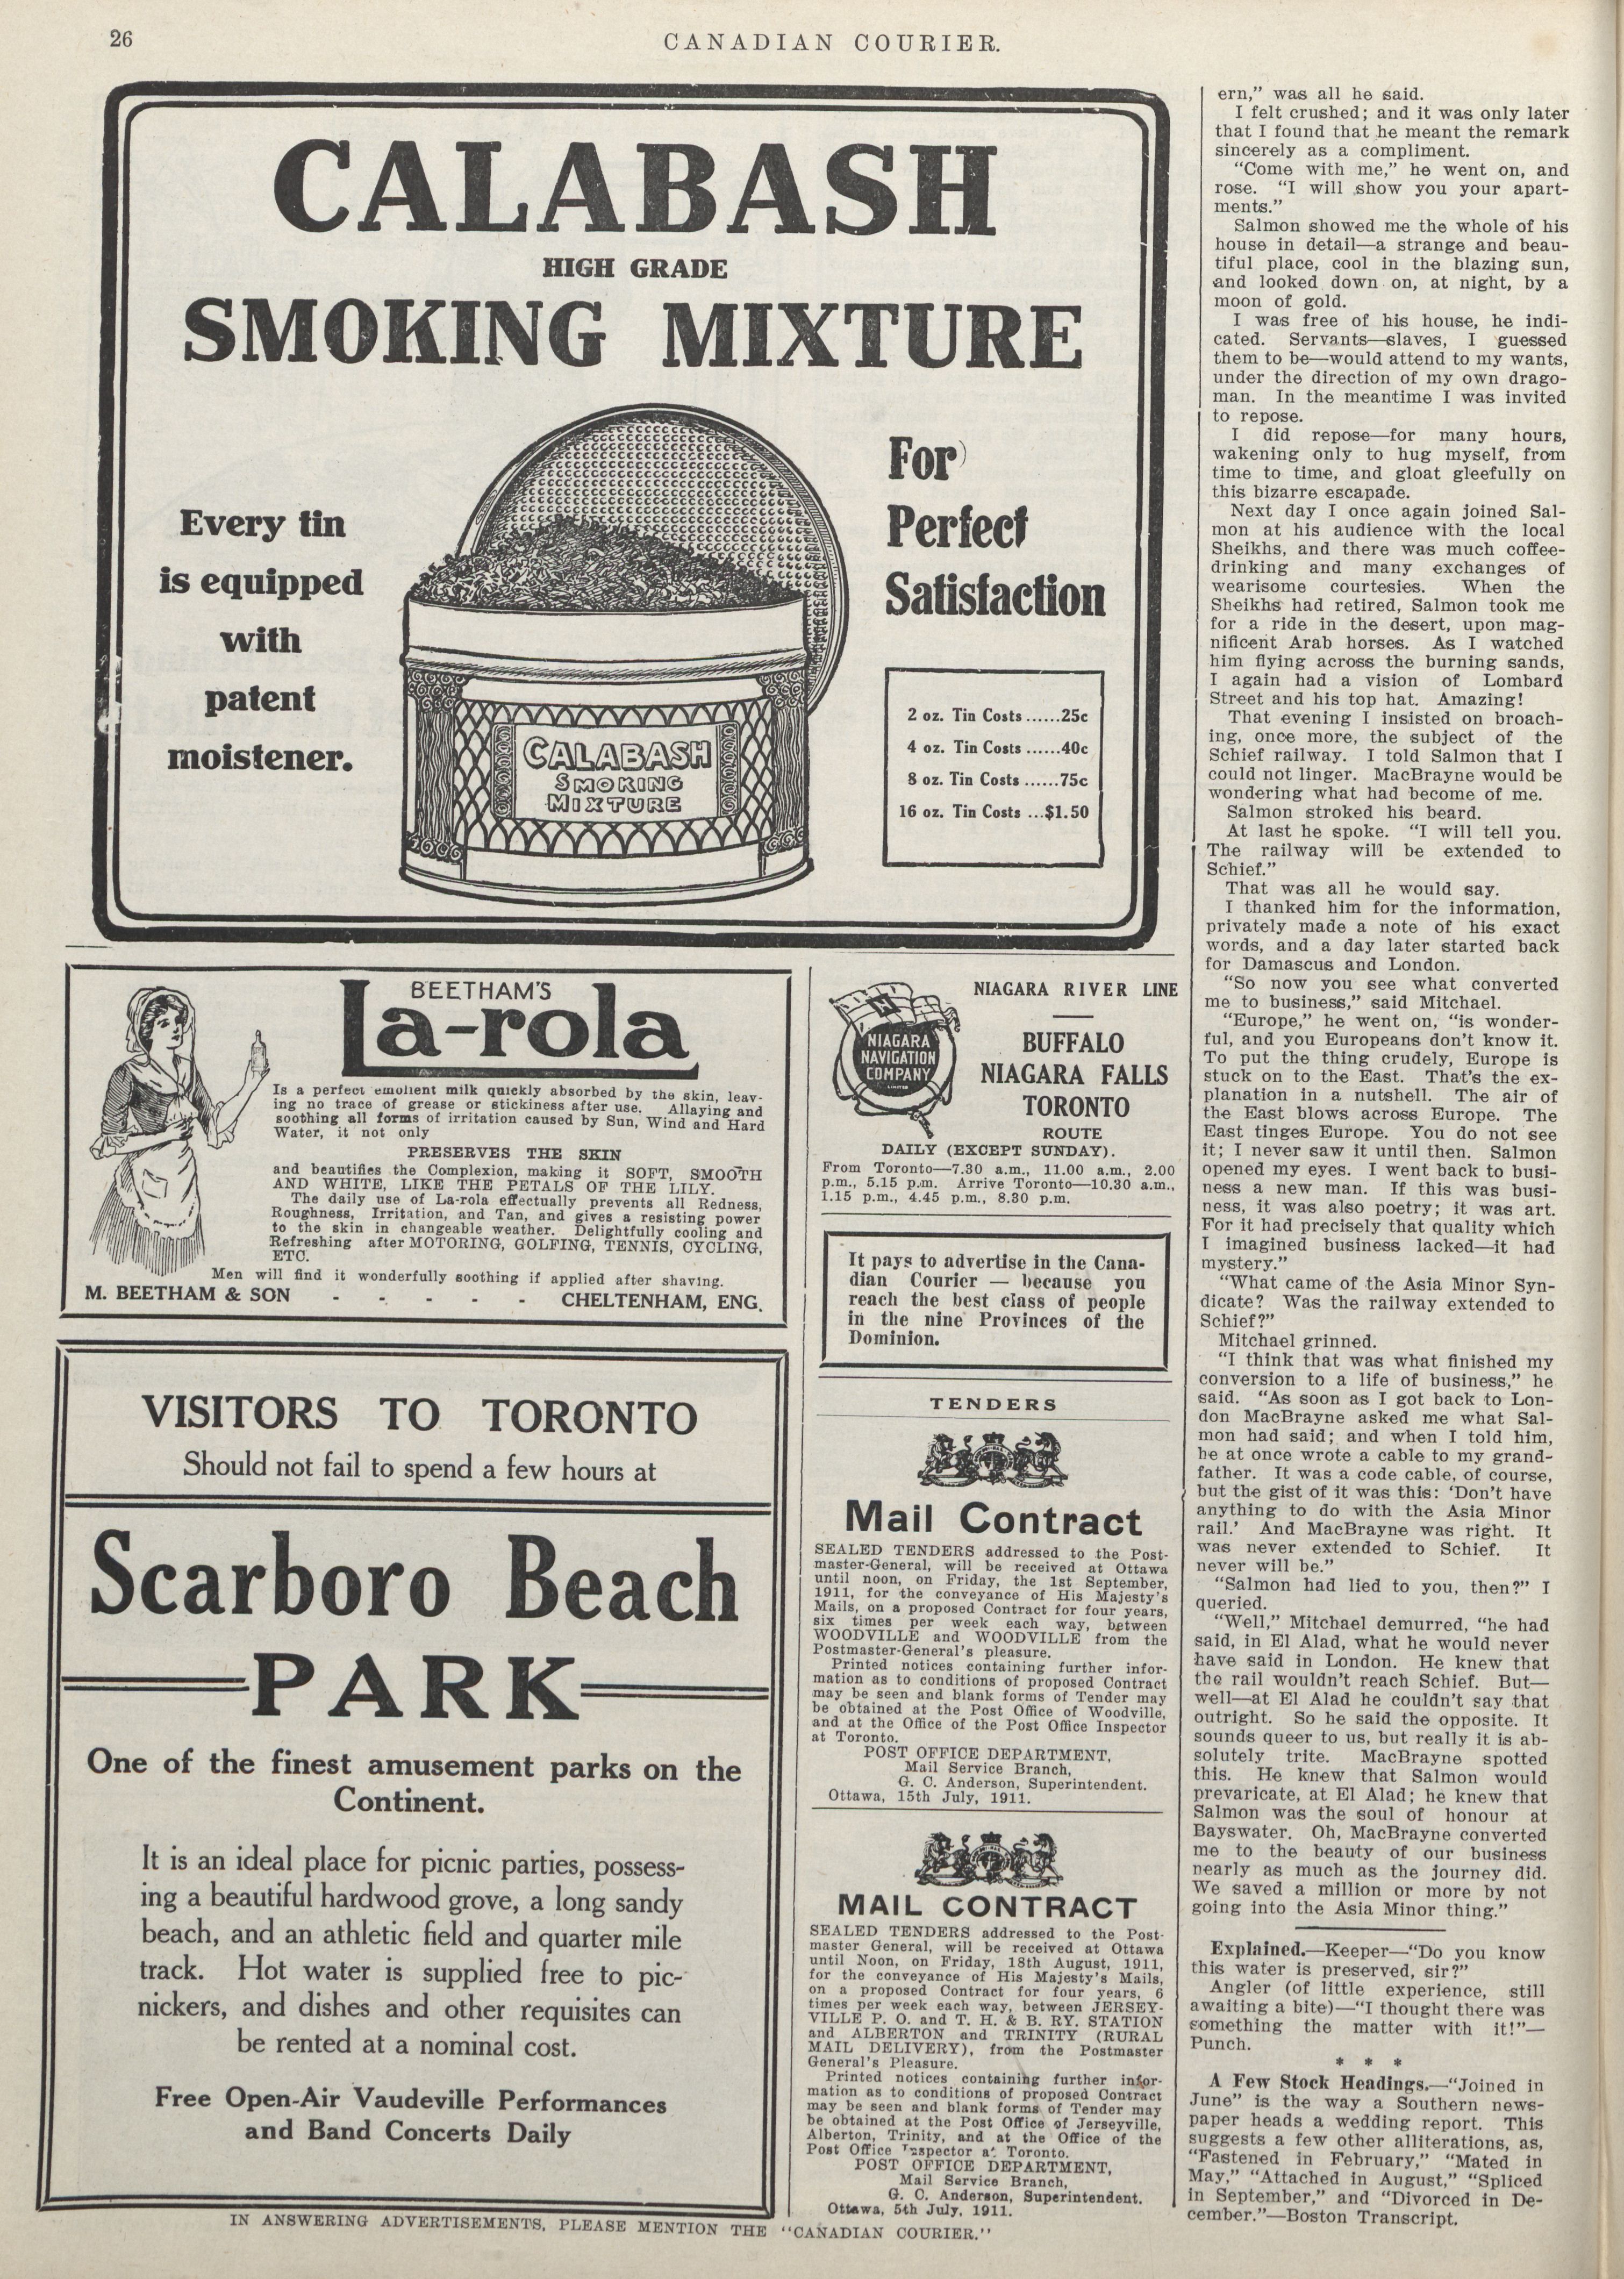 26
CANADIAN COURIER.
CALABASH
HIGH GRADE
SMOKING MIXTURE
Every tin
is equipped
with
patent
moistener.
For
Perfect
Satisfaction
CALABASH
SMOKING
MIXTURE
2 oz. Tin Costs ......25c
4 oz. Tin Costs ......40c
8 oz. Tin Costs ......75c
16 oz. Tin Costs ...$1.50
BEETHAM'S
La-rola
Is a perfect emolient milk quickly absorbed by the skin, leav-
ing no trace of grease or stickiness after use. Allaying and
soothing all forms of irritation caused by Sun, Wind and Hard
Water, it not only
PRESERVES THE SKIN
and beautifies the Complexion, making it SOFT, SMOOTH
AND WHITE, LIKE THE PETALS OF THE LILY.
The daily use of La-rola effectually prevents all Redness,
Roughness, Irritation, and Tan, and gives a resisting power
to the skin in changeable weather. Delightfully cooling and
Refreshing after MOTORING, GOLFING, TENNIS, CYCLING,
ETC.
Men will find it wonderfully soothing if applied after shaving.
M. BEETHAM & SON - - - - - CHELTENHAM, ENG.
VISITORS TO TORONTO
Should not fail to spend a few hours at
Scarboro Beach
PARK
One of the finest amusement parks on the
Continent.
It is an ideal place for picnic parties, possess-
ing a beautiful hardwood grove, a long sandy
beach, and an athletic field and quarter mile
track. Hot water is supplied free to pic-
nickers, and dishes and other requisites can
be rented at a nominal cost.
Free Open-Air Vaudeville Performances
and Band Concerts Daily
NIAGARA
NAVIGATION
COMPANY
LIMITED
NIAGARA RIVER LINE
BUFFALO
NIAGARA FALLS
TORONTO
ROUTE
DAILY (EXCEPT SUNDAY).
From Toronto—7.30 a.m., 11.00 a.m., 2.00
p.m., 5.15 p.m. Arrive Toronto—10.30 a.m.,
1.15 p.m., 4.45 p.m., 8.30 p.m.
It pays to advertise in the Cana-
dian Courier — because you
reach the best class of people
in the nine Provinces of the
Dominion.
TENDERS
Mail Contract
SEALED TENDERS addressed to the Post-
master-General, will be received at Ottawa
until noon, on Friday, the 1st September,
1911, for the conveyance of His Majesty's
Mails, on a proposed Contract for four years,
six times per week each way, between
WOODVILLE and WOODVILLE from the
Postmaster-General's pleasure.
Printed notices containing further infor-
mation as to conditions of proposed Contract
may be seen and blank forms of Tender may
be obtained at the Post Office of Woodville,
and at the Office of the Post Office Inspector
at Toronto.
POST OFFICE DEPARTMENT,
Mail Service Branch,
G. C. Anderson, Superintendent.
Ottawa, 15th July, 1911.
MAIL CONTRACT
SEALED TENDERS addressed to the Post-
master General, will be received at Ottawa
until Noon, on Friday, 18th August, 1911,
for the conveyance of His Majesty's Mails,
on a proposed Contract for four years, 6
times per week each way, between JERSEY-
VILLE P. O. and T. H. & B. RY. STATION
and ALBERTON and TRINITY (RURAL
MAIL DELIVERY), from the Postmaster
General's Pleasure.
Printed notices containing further infor-
mation as to conditions of proposed Contract
may be seen and blank forms of Tender may
be obtained at the Post Office of Jerseyville,
Alberton, Trinity, and at the Office of the
Post Office Inspector at Toronto.
POST OFFICE DEPARTMENT,
Mail Service Branch,
G. C. Anderson, Superintendent.
Ottawa, 5th July, 1911.
ern,” was all he said.
I felt crushed; and it was only later
that I found that he meant the remark
sincerely as a compliment.
“Come with me,” he went on, and
rose. “I will show you your apart-
ments.”
Salmon showed me the whole of his
house in detail—a strange and beau-
tiful place, cool in the blazing sun,
and looked down on, at night, by a
moon of gold.
I was free of his house, he indi-
cated. Servants—slaves, I guessed
them to be—would attend to my wants,
under the direction of my own drago-
man. In the meantime I was invited
to repose.
I did repose—for many hours,
wakening only to hug myself, from
time to time, and gloat gleefully on
this bizarre escapade.
Next day I once again joined Sal-
mon at his audience with the local
Sheikhs, and there was much coffee-
drinking and many exchanges of
wearisome courtesies. When the
Sheikhs had retired, Salmon took me
for a ride in the desert, upon mag-
nificent Arab horses. As I watched
him flying across the burning sands,
I again had a vision of Lombard
Street and his top hat. Amazing!
That evening I insisted on broach-
ing, once more, the subject of the
Schief railway. I told Salmon that I
could not linger. MacBrayne would be
wondering what had become of me.
Salmon stroked his beard.
At last he spoke. “I will tell you.
The railway will be extended to
Schief.”
That was all he would say.
I thanked him for the information,
privately made a note of his exact
words, and a day later started back
for Damascus and London.
“So now you see what converted
me to business,” said Mitchael.
“Europe,” he went on, “is wonder-
ful, and you Europeans don't know it.
To put the thing crudely, Europe is
stuck on to the East. That's the ex-
planation in a nutshell. The air of
the East blows across Europe. The
East tinges Europe. You do not see
it; I never saw it until then. Salmon
opened my eyes. I went back to busi-
ness a new man. If this was busi-
ness, it was also poetry; it was art.
For it had precisely that quality which
I imagined business lacked—it had
mystery.”
“What came of the Asia Minor Syn-
dicate? Was the railway extended to
Schief?”
Mitchael grinned.
“I think that was what finished my
conversion to a life of business,” he
said. “As soon as I got back to Lon-
don MacBrayne asked me what Sal-
mon had said; and when I told him,
he at once wrote a cable to my grand-
father. It was a code cable, of course,
but the gist of it was this: ‘Don't have
anything to do with the Asia Minor
rail.’ And MacBrayne was right. It
was never extended to Schief. It
never will be.”
“Salmon had lied to you, then?” I
queried.
“Well,” Mitchael demurred, “he had
said, in El Alad, what he would never
have said in London. He knew that
the rail wouldn't reach Schief. But—
well—at El Alad he couldn't say that
outright. So he said the opposite. It
sounds queer to us, but really it is ab-
solutely trite. MacBrayne spotted
this. He knew that Salmon would
prevaricate, at El Alad; he knew that
Salmon was the soul of honour at
Bayswater. Oh, MacBrayne converted
me to the beauty of our business
nearly as much as the journey did.
We saved a million or more by not
going into the Asia Minor thing.”
Explained.—Keeper—“Do you know
this water is preserved, sir?”
Angler (of little experience, still
awaiting a bite)—“I thought there was
something the matter with it!”—
Punch.
* * *
A Few Stock Headings.—“Joined in
June” is the way a Southern news-
paper heads a wedding report. This
suggests a few other alliterations, as,
“Fastened in February,” “Mated in
May,” “Attached in August,” “Spliced
in September,” and “Divorced in De-
cember.”—Boston Transcript.
IN ANSWERING ADVERTISEMENTS, PLEASE MENTION THE “CANADIAN COURIER.”